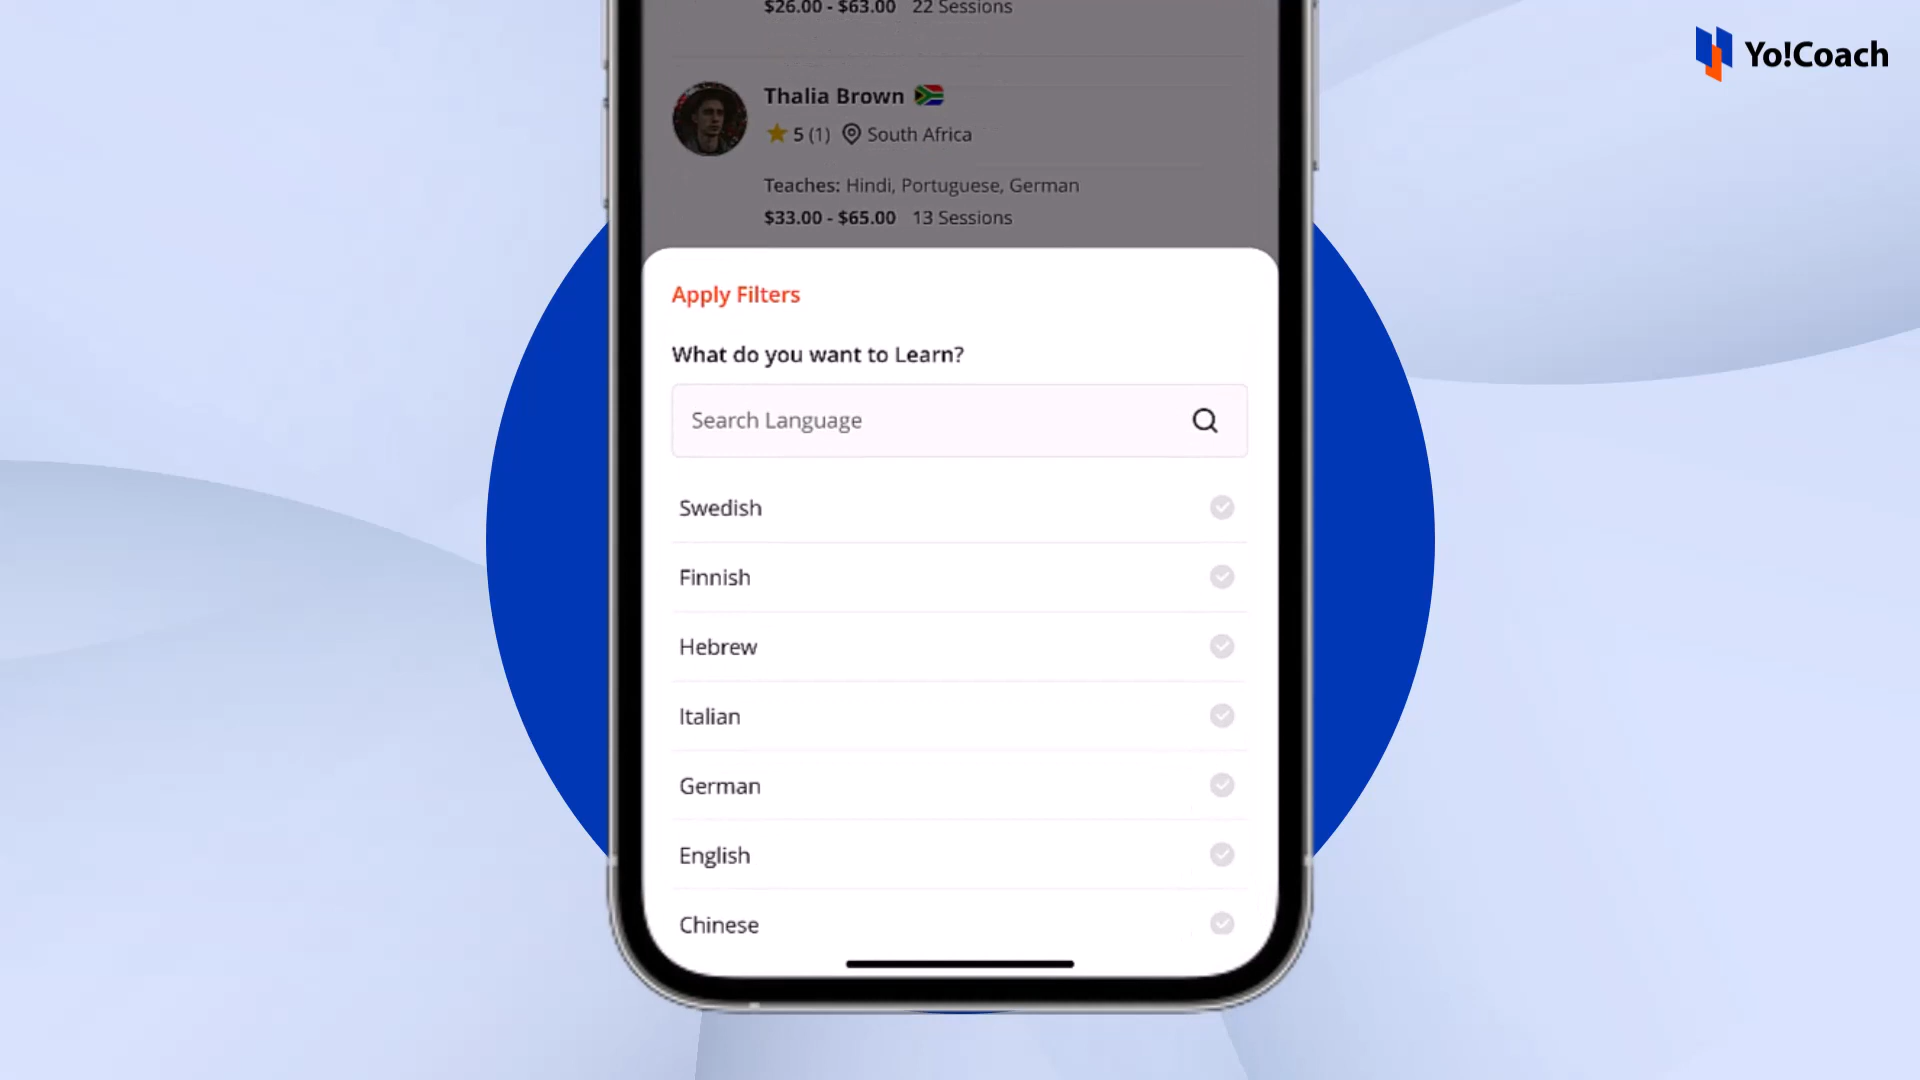 $26.00 - $63.00 22 Sessions
Yo!Coach
Thalia Brown
5 (1) South Africa
Teaches: Hindi, Portuguese, German
$33.00 - $65.00 13 Sessions
Apply Filters
What do you want to Learn?
Search Language
Swedish
Finnish
Hebrew
Italian
German
English
Chinese